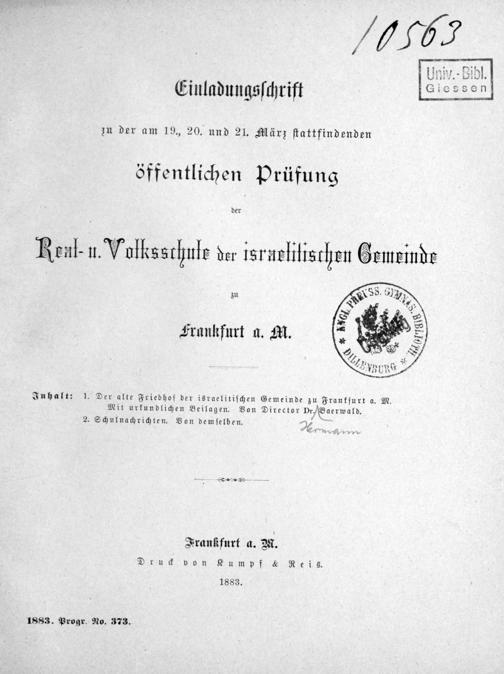 10563
Univ.-Bibl.
Giessen
Einladungsschrift
zu der am 19., 20. und 21. März stattfindenden
öffentlichen Prüfung
der
Real- u. Volksschule der israelitischen Gemeinde
zu
Frankfurt a. M.
KNGL. PREUSS. GYMNAS. BIBLIOTH. * DILLENBURG *
Inhalt: 1. Der alte Friedhof der israelitischen Gemeinde zu Frankfurt a. M.
Mit urkundlichen Beilagen. Von Director Dr. Baerwald.
Hermann
2. Schulnachrichten. Von demselben.
Frankfurt a. M.
Druck von Kumpf & Reis.
1883.
1883. Progr. No. 373.